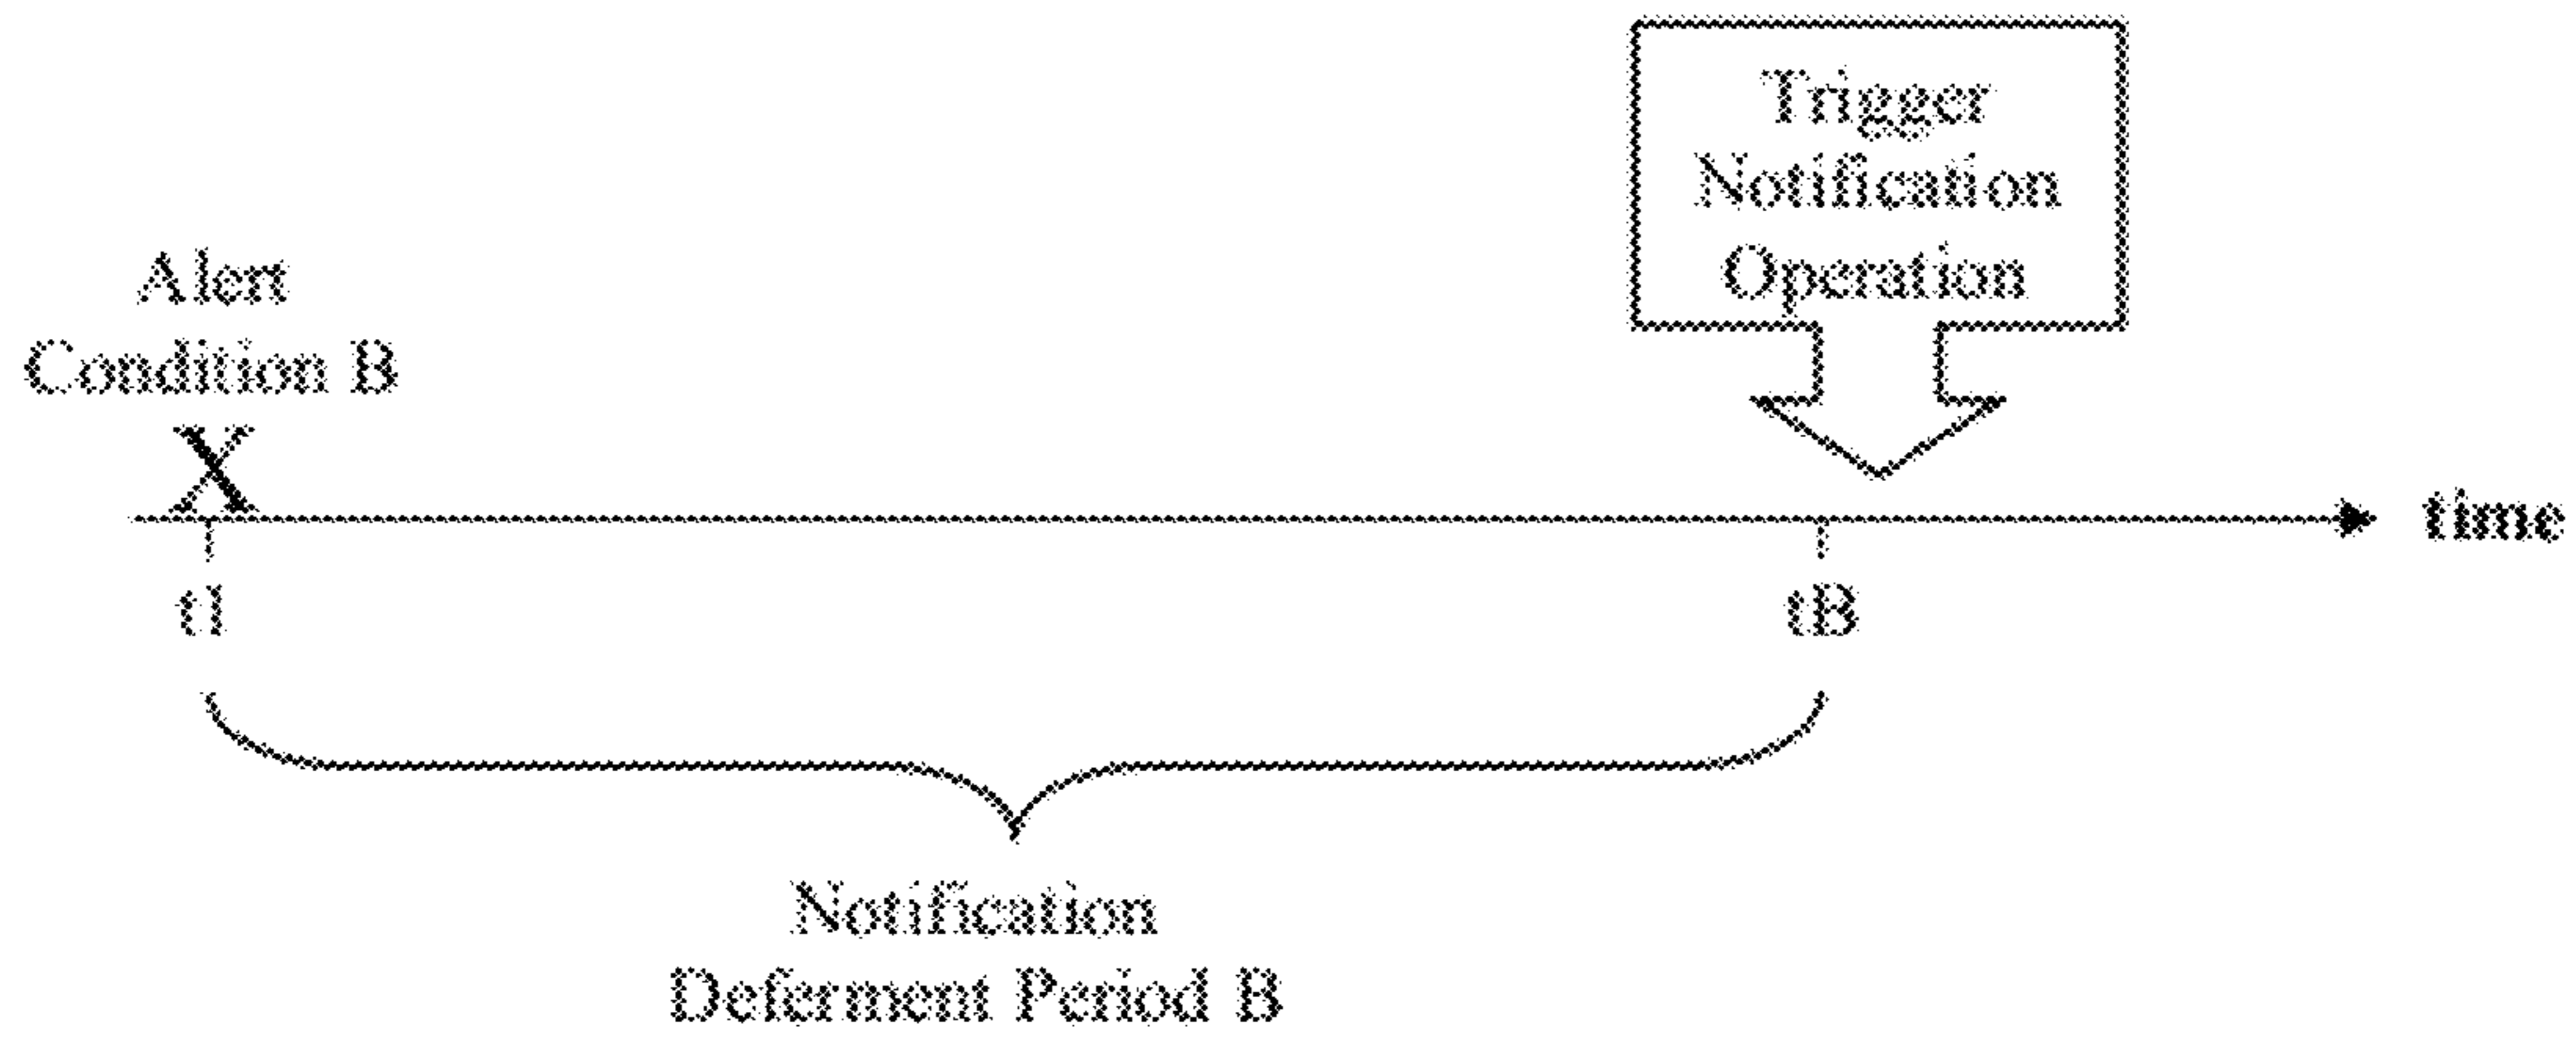 Trigger
Notification
Operation
Alert
Condition B
X
time
t1
tB
Notification
Deferment Period B